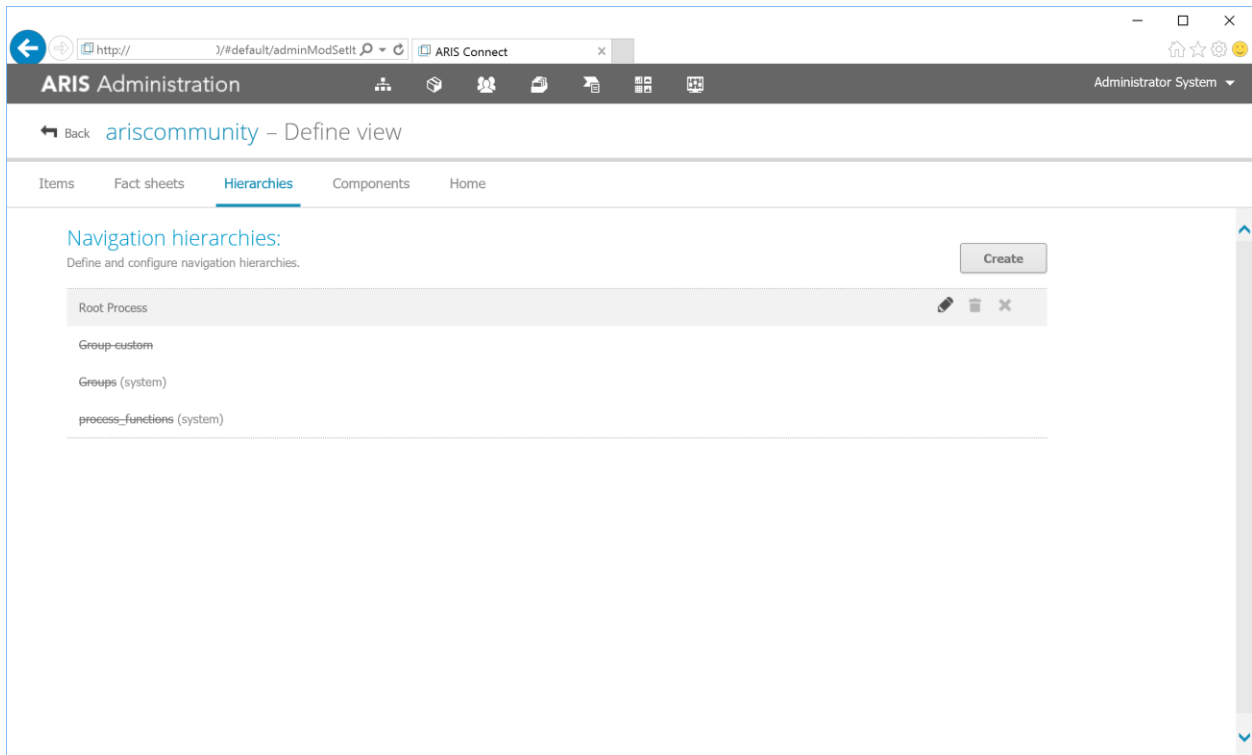 http://          )/#default/adminModSetIt
ARIS Connect
ARIS Administration
Administrator System
Back ariscommunity – Define view
Items Fact sheets Hierarchies Components Home
Navigation hierarchies:
Define and configure navigation hierarchies.
Create
Root Process
Group custom
Groups (system)
process_functions (system)